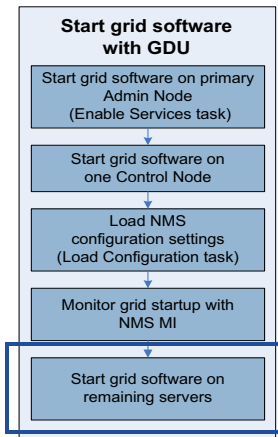 Start grid software
with GDU
Start grid software on primary
Admin Node
(Enable Services task)
Start grid software on
one Control Node
Load NMS
configuration settings
(Load Configuration task)
Monitor grid startup with
NMS MI
Start grid software on
remaining servers